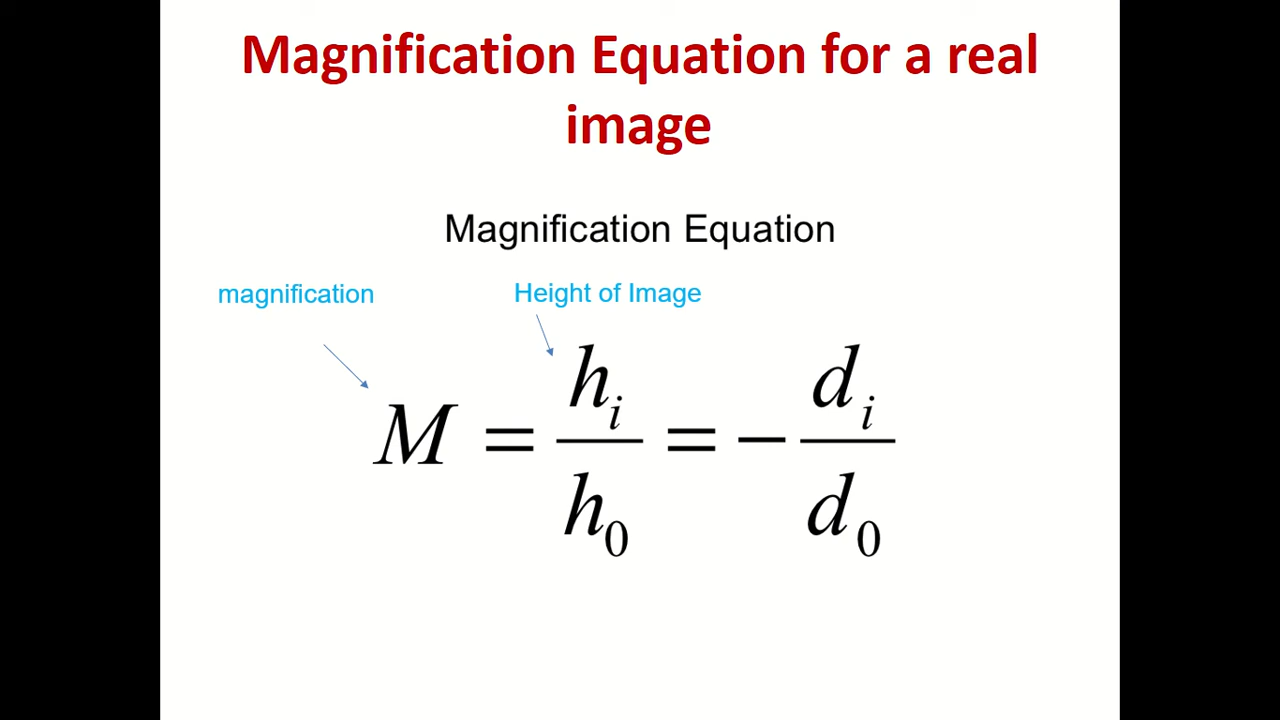 Magnification Equation for a real
image
Magnification Equation
magnification Height of Image
M = hᵢ/h₀ = −dᵢ/d₀